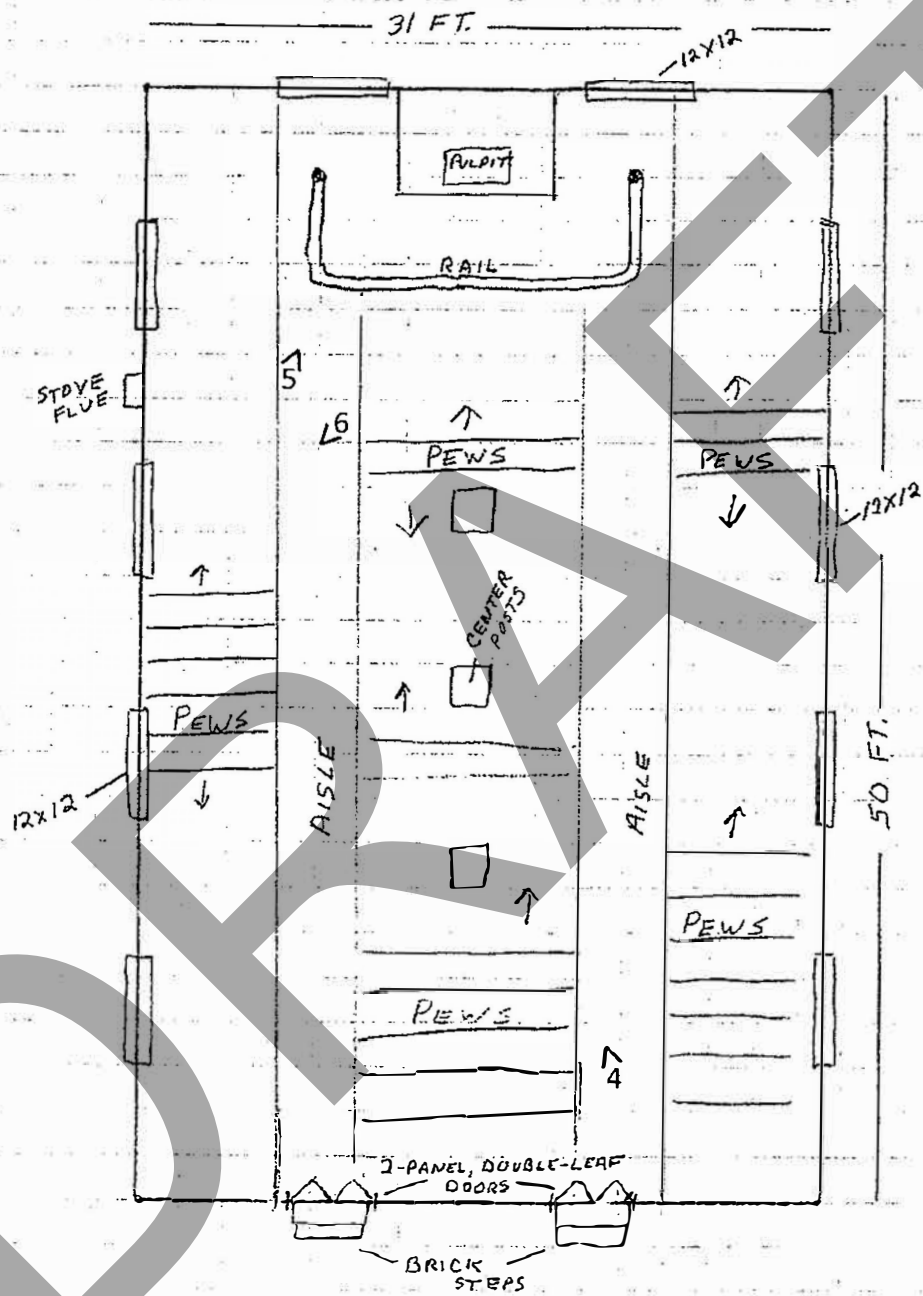 31 FT.
12X12
PULPIT
RAIL
STOVE
FLUE
5
6
PEWS
PEWS
12X12
CENTER
POSTS
PEWS
12X12
AISLE
AISLE
50 FT.
PEWS
PEWS
4
2-PANEL, DOUBLE-LEAF
DOORS
BRICK
STEPS
DRAFT